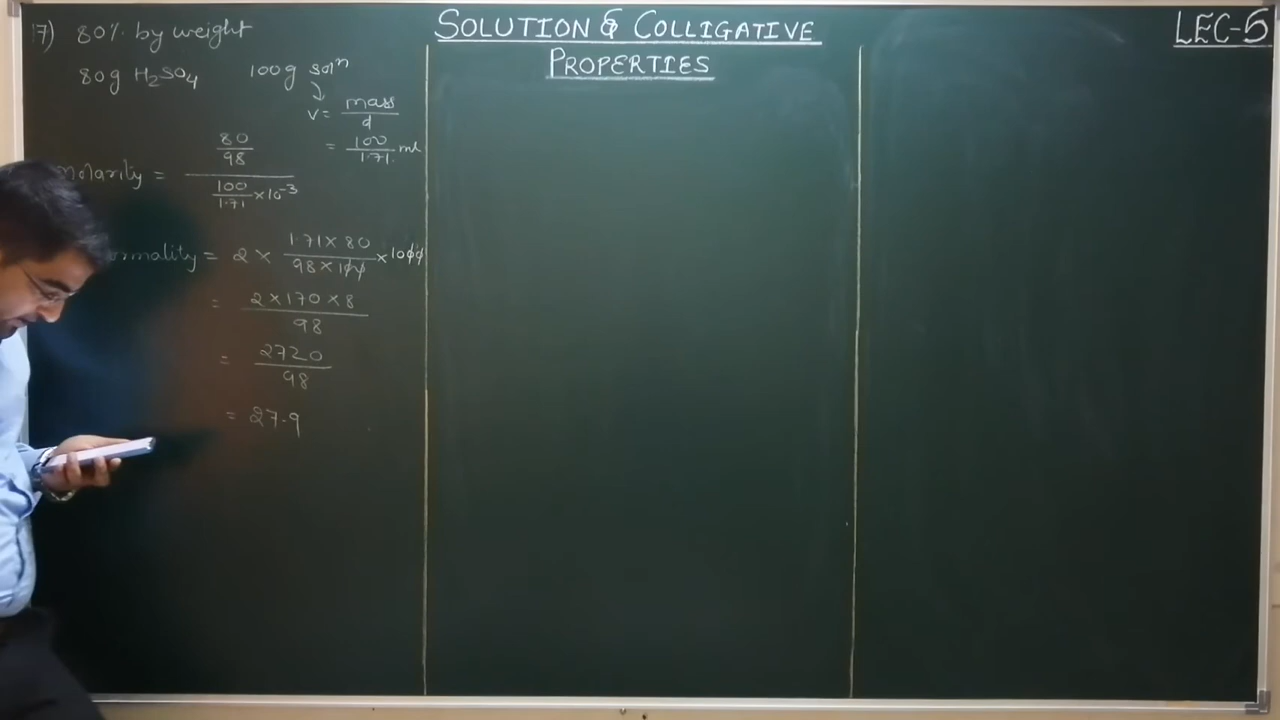 SOLUTION & COLLIGATIVE
PROPERTIES
LEC-5
17) 80% by weight
80g H₂SO₄ 100g solⁿ
v = mass / d
= 100 / 1.71 ml
molarity = (80/98) / (100/1.71 × 10⁻³)
ormality = 2 × (1.71 × 80) / (98 × 100) × 1000
= (2 × 170 × 8) / 98
= 2720 / 98
= 27.9